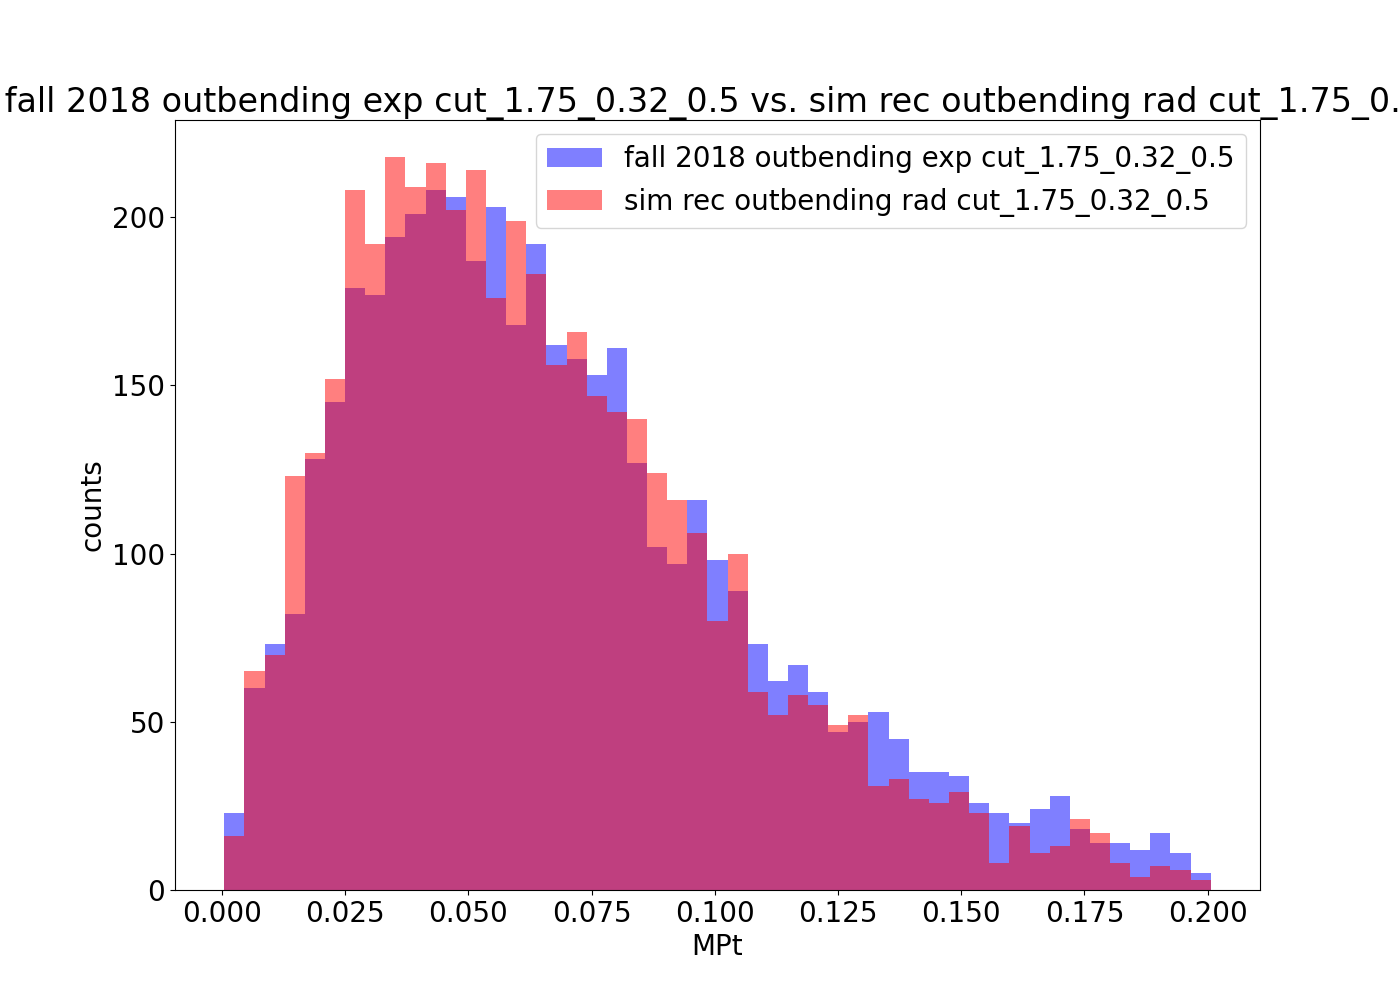 fall 2018 outbending exp cut_1.75_0.32_0.5 vs. sim rec outbending rad cut_1.75_0.
fall 2018 outbending exp cut_1.75_0.32_0.5
sim rec outbending rad cut_1.75_0.32_0.5
200
150
100
50
0
counts
0.000 0.025 0.050 0.075 0.100 0.125 0.150 0.175 0.200
MPt